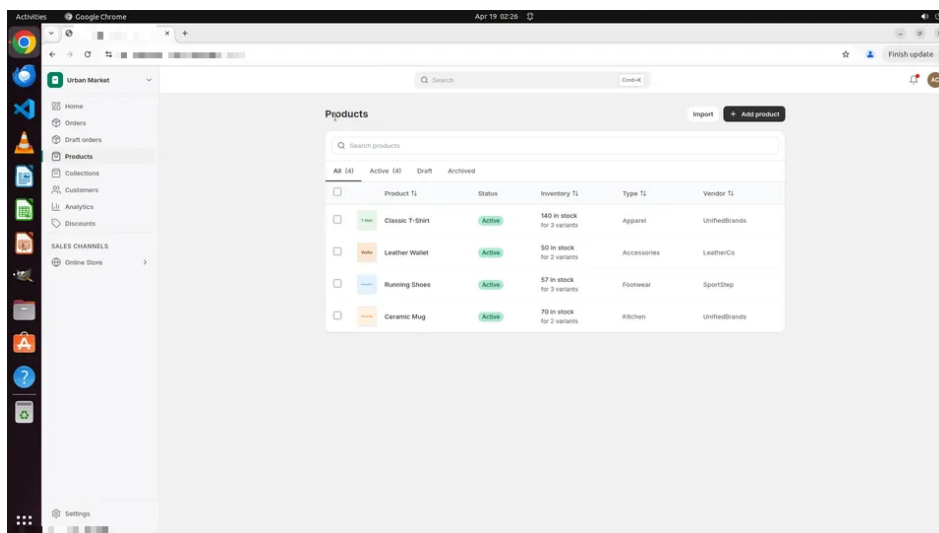 Activities Google Chrome Apr 19 02:26
Finish update
Urban Market Search Cmd+K AC
Home
Orders
Draft orders
Products
Collections
Customers
Analytics
Discounts
SALES CHANNELS
Online Store
Settings
Products Import + Add product
Search products
All (4) Active (4) Draft Archived
Product Status Inventory Type Vendor
Classic T-Shirt Active 140 in stock Apparel UnifiedBrands
for 3 variants
Leather Wallet Active 50 in stock Accessories LeatherCo
for 2 variants
Running Shoes Active 57 in stock Footwear SportStep
for 3 variants
Ceramic Mug Active 70 in stock Kitchen UnifiedBrands
for 2 variants